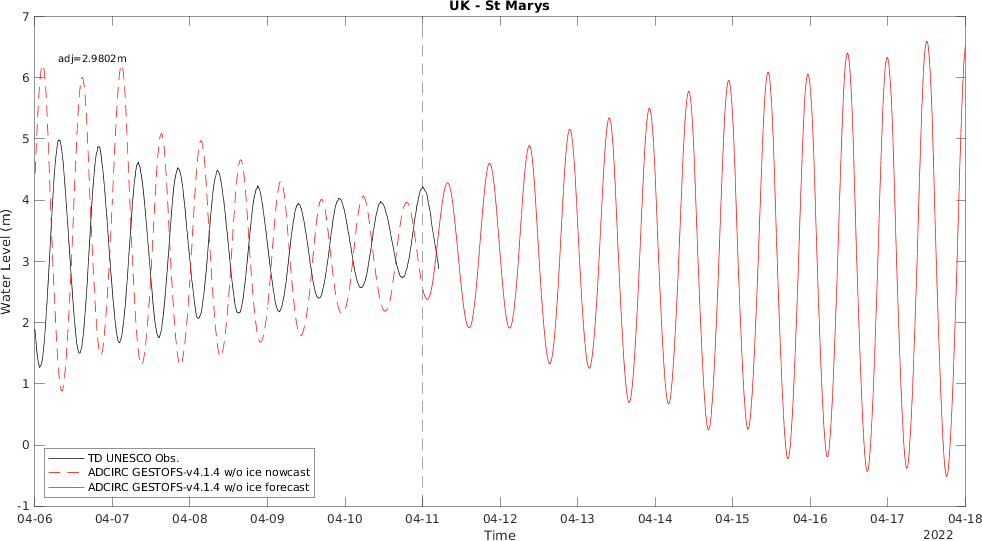 UK - St Marys
7
adj=2.9802m
6
5
4
3
2
1
0
-1
Water Level (m)
TD UNESCO Obs.
ADCIRC GESTOFS-v4.1.4 w/o ice nowcast
ADCIRC GESTOFS-v4.1.4 w/o ice forecast
04-06 04-07 04-08 04-09 04-10 04-11 04-12 04-13 04-14 04-15 04-16 04-17 04-18
Time
2022